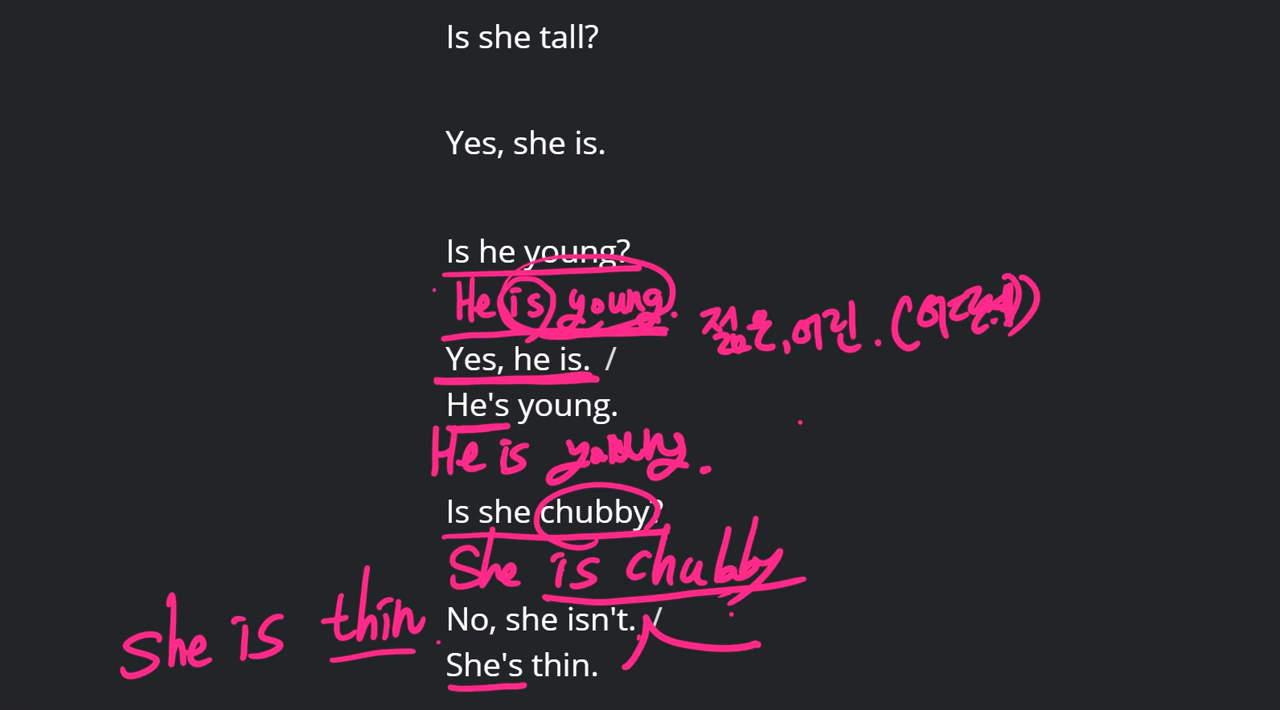 Is she tall?
Yes, she is.
Is he young?
He is young.
젊은, 어린.
Yes, he is. /
He's young.
He is young.
Is she chubby?
She is chubby
No, she isn't. /
She is thin.
She's thin.